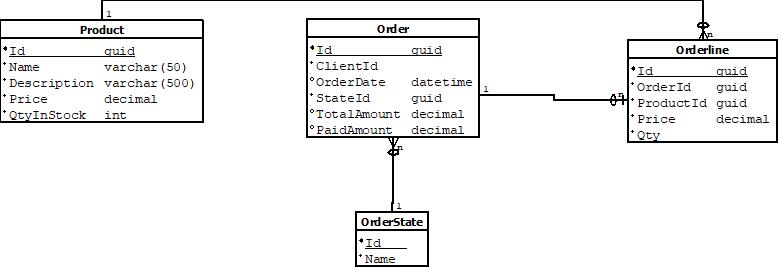 1
Product
Id guid
Name varchar(50)
Description varchar(500)
Price decimal
QtyInStock int
Order
Id guid
ClientId
OrderDate datetime
StateId guid
TotalAmount decimal
PaidAmount decimal
1
n
n
Orderline
Id guid
OrderId guid
ProductId guid
Price decimal
Qty
n
1
OrderState
Id
Name